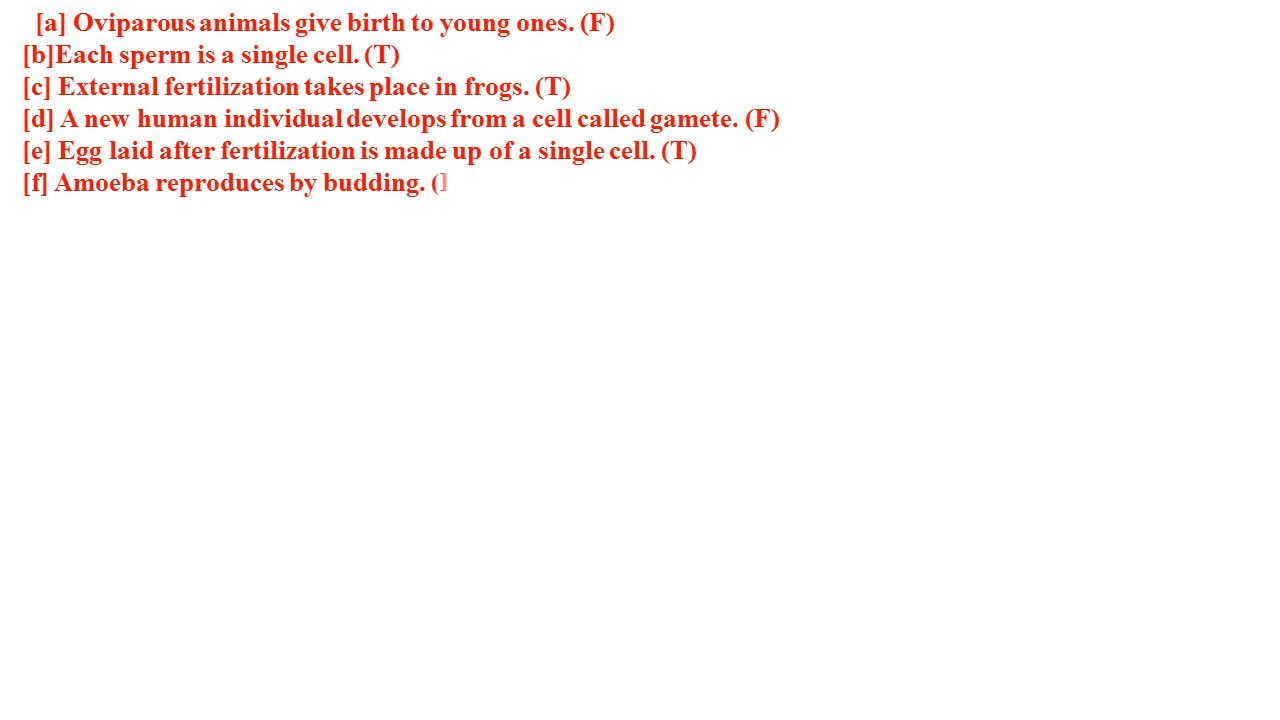 [a] Oviparous animals give birth to young ones. (F)
[b]Each sperm is a single cell. (T)
[c] External fertilization takes place in frogs. (T)
[d] A new human individual develops from a cell called gamete. (F)
[e] Egg laid after fertilization is made up of a single cell. (T)
[f] Amoeba reproduces by budding. (